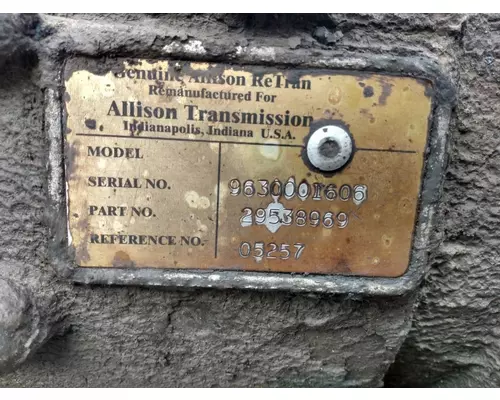 Genuine Allison ReTran
Remanufactured For
Allison Transmission
Indianapolis, Indiana U.S.A.
MODEL
SERIAL NO. 9630001606
PART NO. 29538969
REFERENCE NO. 05257